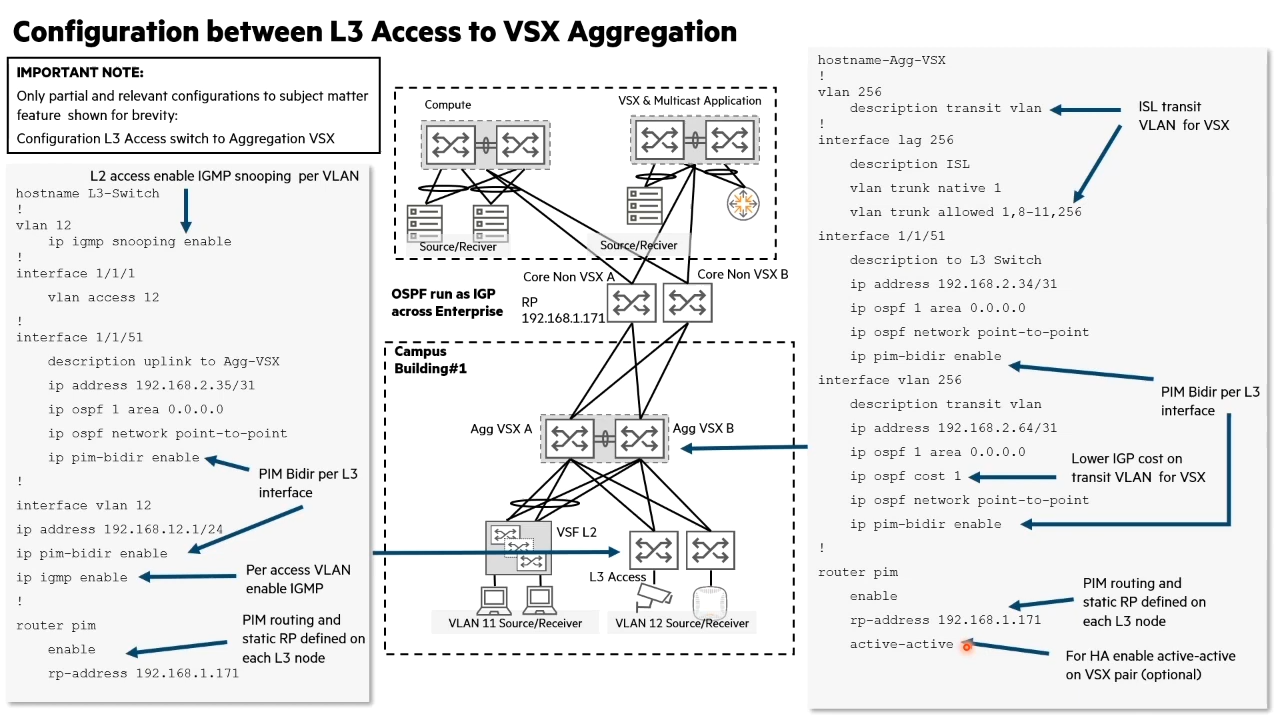 Configuration between L3 Access to VSX Aggregation
IMPORTANT NOTE:
Only partial and relevant configurations to subject matter
feature shown for brevity:
Configuration L3 Access switch to Aggregation VSX
L2 access enable IGMP snooping per VLAN
hostname L3-Switch
!
vlan 12
ip igmp snooping enable
!
interface 1/1/1
vlan access 12
!
interface 1/1/51
description uplink to Agg-VSX
ip address 192.168.2.35/31
ip ospf 1 area 0.0.0.0
ip ospf network point-to-point
ip pim-bidir enable
!
PIM Bidir per L3
interface
interface vlan 12
ip address 192.168.12.1/24
ip pim-bidir enable
ip igmp enable
Per access VLAN
enable IGMP
!
router pim
enable
rp-address 192.168.1.171
PIM routing and
static RP defined on
each L3 node
Compute
VSX & Multicast Application
Source/Reciver
Source/Reciver
Core Non VSX A
Core Non VSX B
OSPF run as IGP
across Enterprise
RP
192.168.1.171
Campus
Building#1
Agg VSX A
Agg VSX B
VSF L2
L3 Access
VLAN 11 Source/Receiver
VLAN 12 Source/Receiver
hostname-Agg-VSX
!
vlan 256
description transit vlan
!
ISL transit
VLAN for VSX
interface lag 256
description ISL
vlan trunk native 1
vlan trunk allowed 1,8-11,256
interface 1/1/51
description to L3 Switch
ip address 192.168.2.34/31
ip ospf 1 area 0.0.0.0
ip ospf network point-to-point
ip pim-bidir enable
PIM Bidir per L3
interface
interface vlan 256
description transit vlan
ip address 192.168.2.64/31
ip ospf 1 area 0.0.0.0
ip ospf cost 1
Lower IGP cost on
transit VLAN for VSX
ip ospf network point-to-point
ip pim-bidir enable
!
router pim
enable
rp-address 192.168.1.171
active-active
PIM routing and
static RP defined on
each L3 node
For HA enable active-active
on VSX pair (optional)